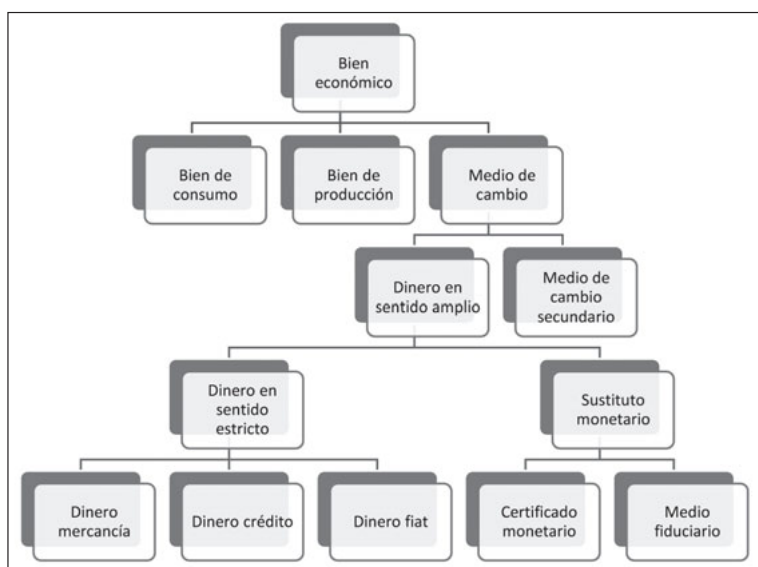 Bien
económico
Bien de
consumo
Bien de
producción
Medio de
cambio
Dinero en
sentido amplio
Medio de
cambio
secundario
Dinero en
sentido
estricto
Sustituto
monetario
Dinero
mercancía
Dinero crédito
Dinero fiat
Certificado
monetario
Medio
fiduciario